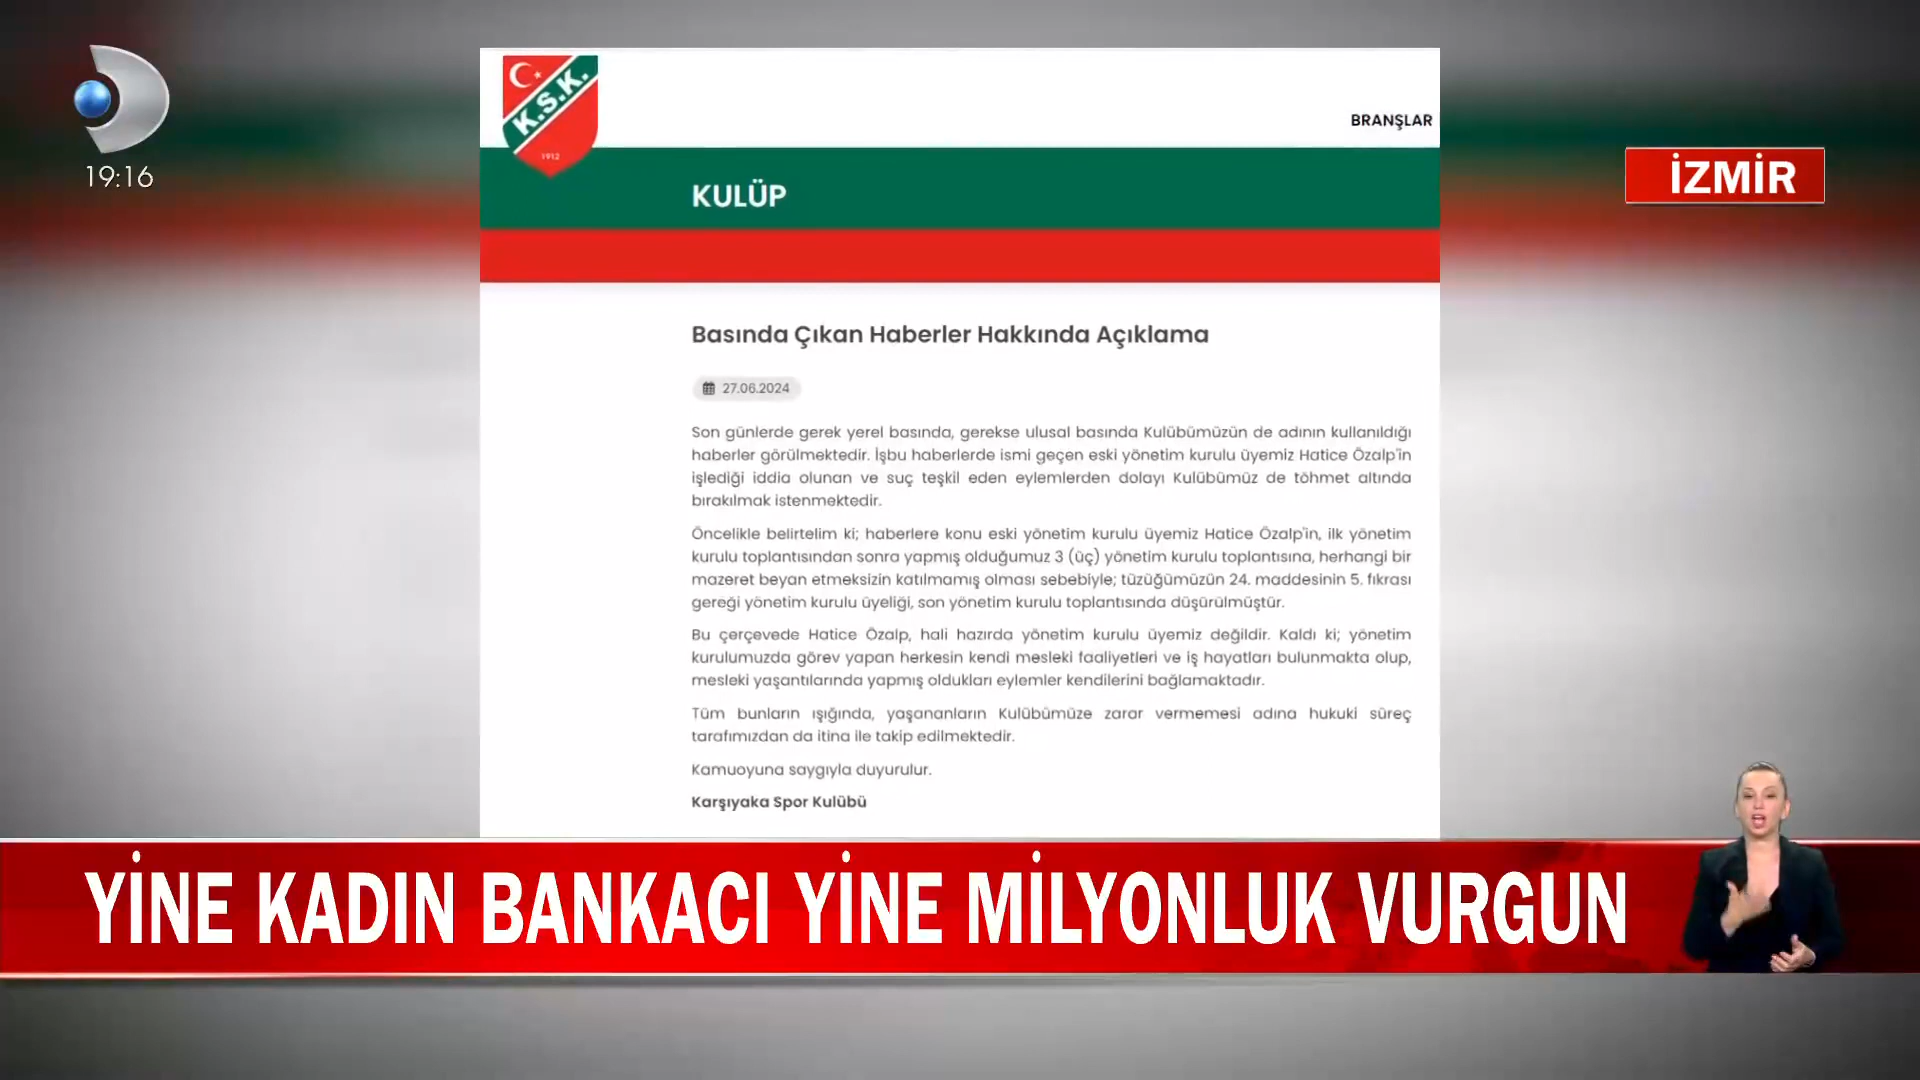 19:16
K.S.K.
1912
BRANŞLAR
İZMİR
KULÜP
Basında Çıkan Haberler Hakkında Açıklama
27.06.2024
Son günlerde gerek yerel basında, gerekse ulusal basında Kulübümüzün de adının kullanıldığı
haberler görülmektedir. İşbu haberlerde ismi geçen eski yönetim kurulu üyemiz Hatice Özalp'in
işlediği iddia olunan ve suç teşkil eden eylemlerden dolayı Kulübümüz de töhmet altında
bırakılmak istenmektedir.
Öncelikle belirtelim ki; haberlere konu eski yönetim kurulu üyemiz Hatice Özalp'in, ilk yönetim
kurulu toplantısından sonra yapmış olduğumuz 3 (üç) yönetim kurulu toplantısına, herhangi bir
mazeret beyan etmeksizin katılmamış olması sebebiyle; tüzüğümüzün 24. maddesinin 5. fıkrası
gereği yönetim kurulu üyeliği, son yönetim kurulu toplantısında düşürülmüştür.
Bu çerçevede Hatice Özalp, hali hazırda yönetim kurulu üyemiz değildir. Kaldı ki; yönetim
kurulumuzda görev yapan herkesin kendi mesleki faaliyetleri ve iş hayatları bulunmakta olup,
mesleki yaşantılarında yapmış oldukları eylemler kendilerini bağlamaktadır.
Tüm bunların ışığında, yaşananların Kulübümüze zarar vermemesi adına hukuki süreç
tarafımızdan da itina ile takip edilmektedir.
Kamuoyuna saygıyla duyurulur.
Karşıyaka Spor Kulübü
YİNE KADIN BANKACI YİNE MİLYONLUK VURGUN